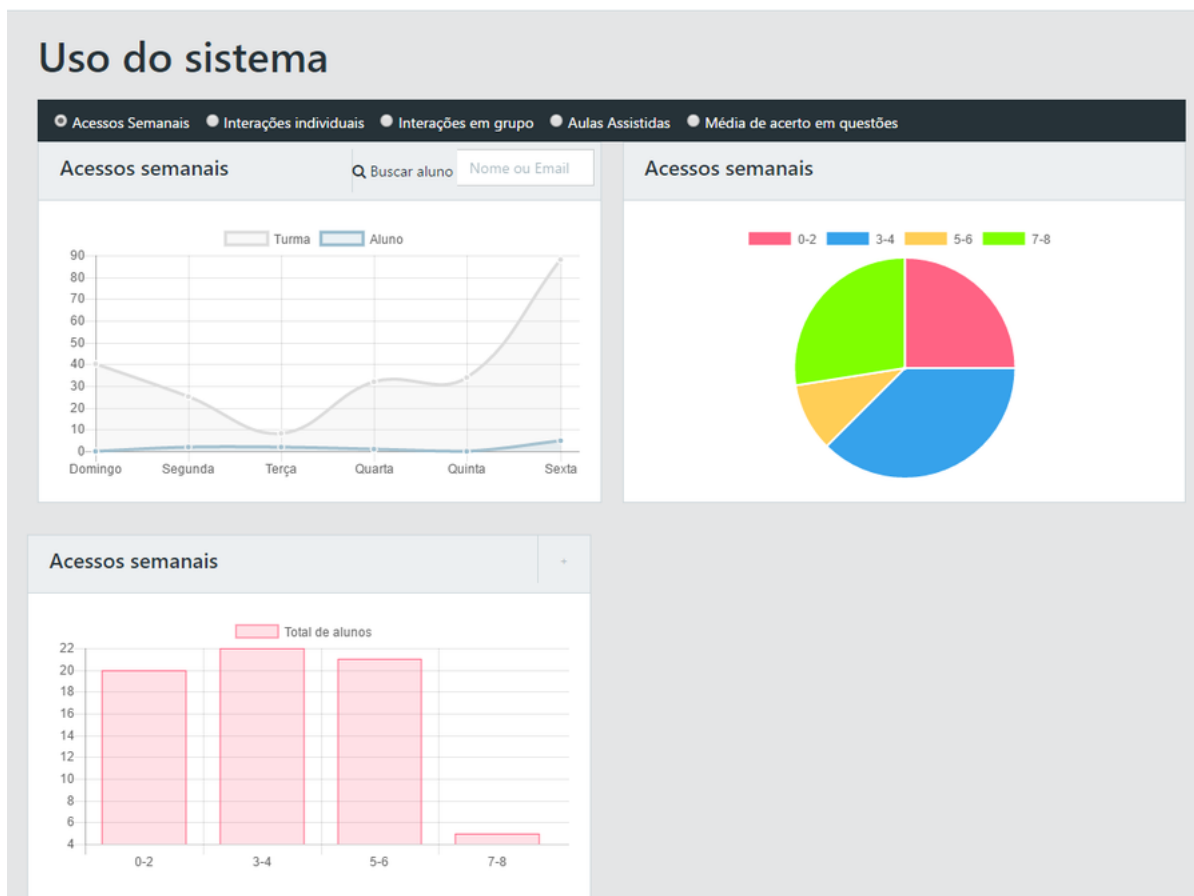 Uso do sistema
Acessos Semanais Interações individuais Interações em grupo Aulas Assistidas Média de acerto em questões
Acessos semanais Buscar aluno Nome ou Email
Turma Aluno
90
80
70
60
50
40
30
20
10
0
Domingo Segunda Terça Quarta Quinta Sexta
Acessos semanais
0-2 3-4 5-6 7-8
Acessos semanais +
Total de alunos
22
20
18
16
14
12
10
8
6
4
0-2 3-4 5-6 7-8